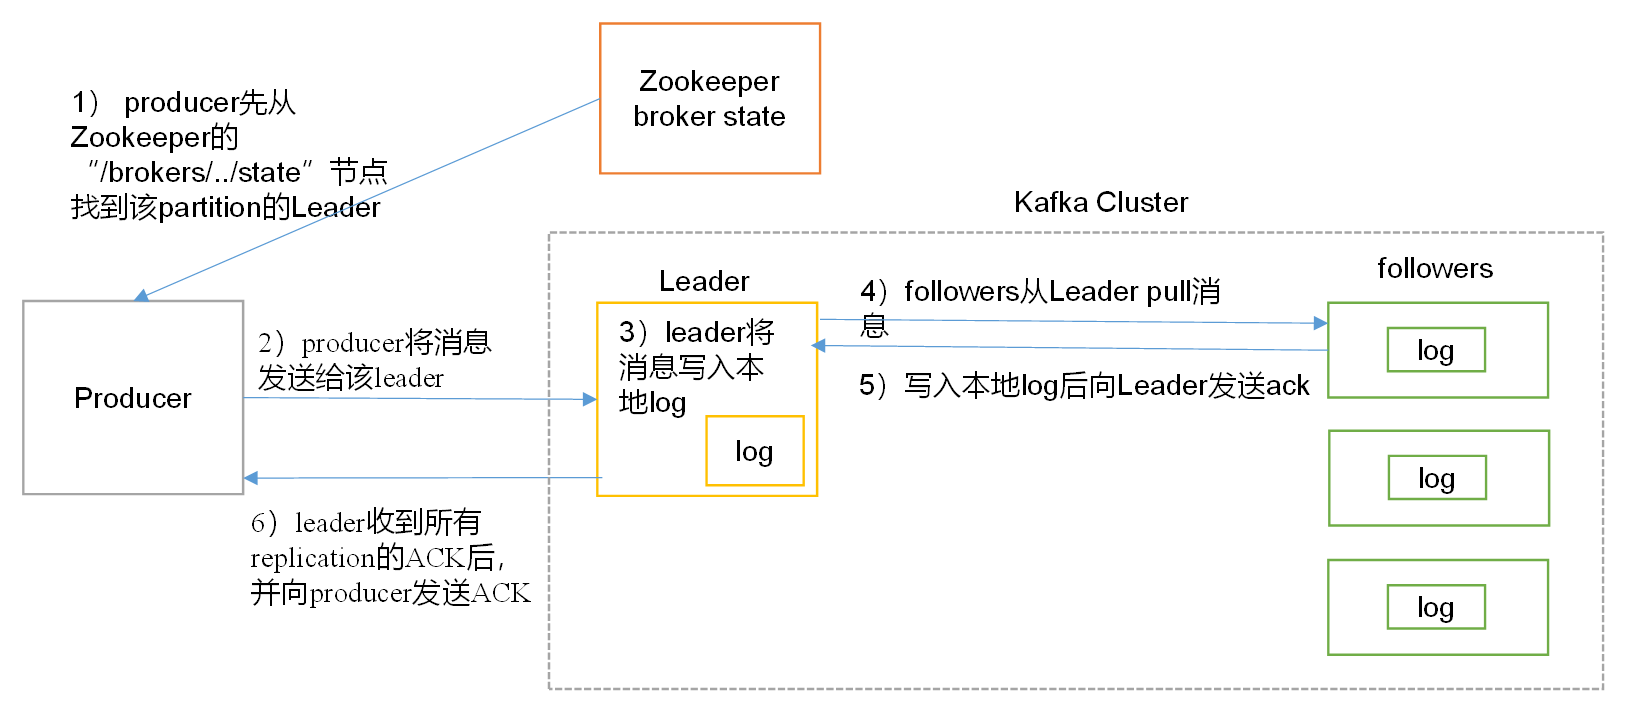 Zookeeper
broker state
1） producer先从
Zookeeper的
“/brokers/../state”节点
找到该partition的Leader
Kafka Cluster
Producer
2）producer将消息
发送给该leader
Leader
3）leader将
消息写入本
地log
log
4）followers从Leader pull消
息
5）写入本地log后向Leader发送ack
followers
log
log
log
6）leader收到所有
replication的ACK后，
并向producer发送ACK